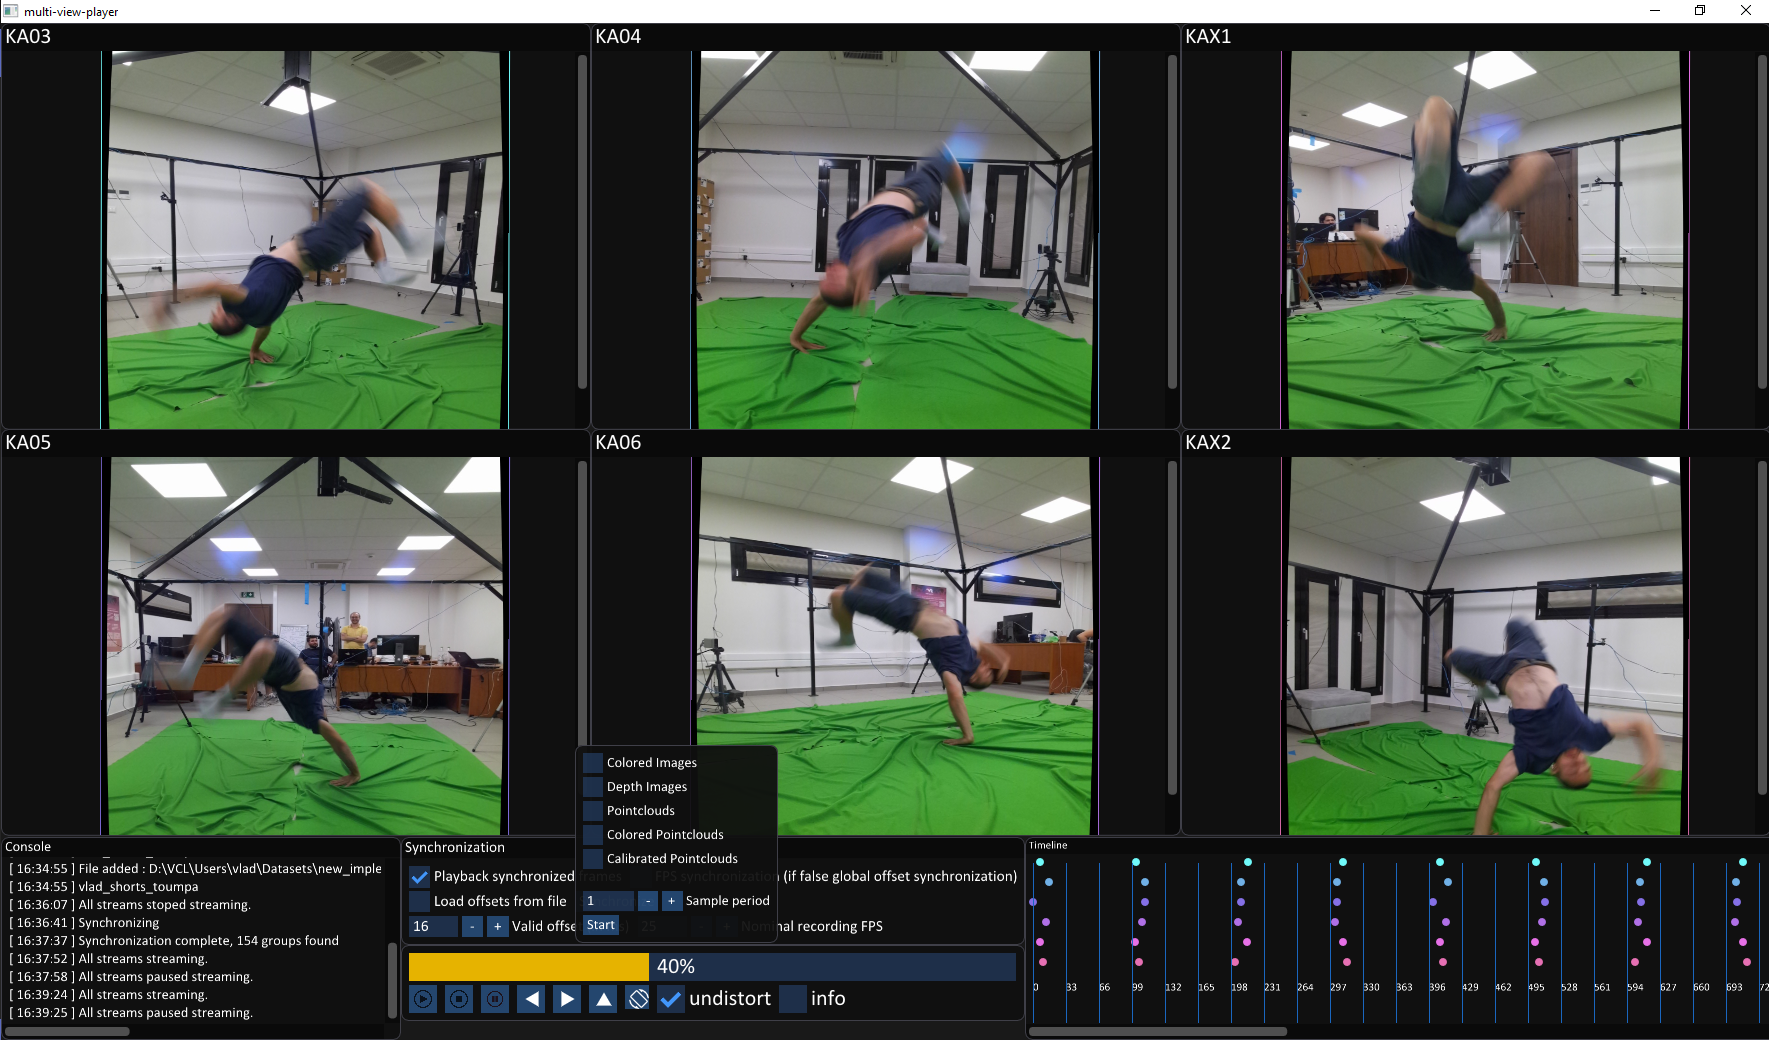 multi-view-player
KA03
KA04
KAX1
KA05
KA06
KAX2
Colored Images
Depth Images
Pointclouds
Colored Pointclouds
Calibrated Pointclouds
1 - + Sample period
Start
Console
[ 16:34:55 ] File added : D:\VCL\Users\vlad\Datasets\new_imple
[ 16:34:55 ] vlad_shorts_toumpa
[ 16:36:07 ] All streams stoped streaming.
[ 16:36:41 ] Synchronizing
[ 16:37:37 ] Synchronization complete, 154 groups found
[ 16:37:52 ] All streams streaming.
[ 16:37:58 ] All streams paused streaming.
[ 16:39:24 ] All streams streaming.
[ 16:39:25 ] All streams paused streaming.
Synchronization
Playback synchronized frames FPS synchronization (if false global offset synchronization)
Load offsets from file
16 - + Valid offse 25 - + Nominal recording FPS
40%
undistort info
Timeline
0 33 66 99 132 165 198 231 264 297 330 363 396 429 462 495 528 561 594 627 660 693 72